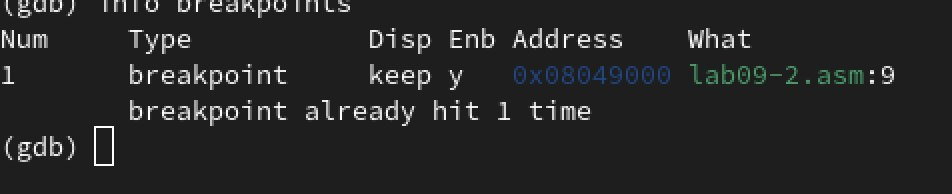 (gdb) info breakpoints
Num     Type           Disp Enb Address    What
1       breakpoint     keep y   0x08049000 lab09-2.asm:9
        breakpoint already hit 1 time
(gdb)